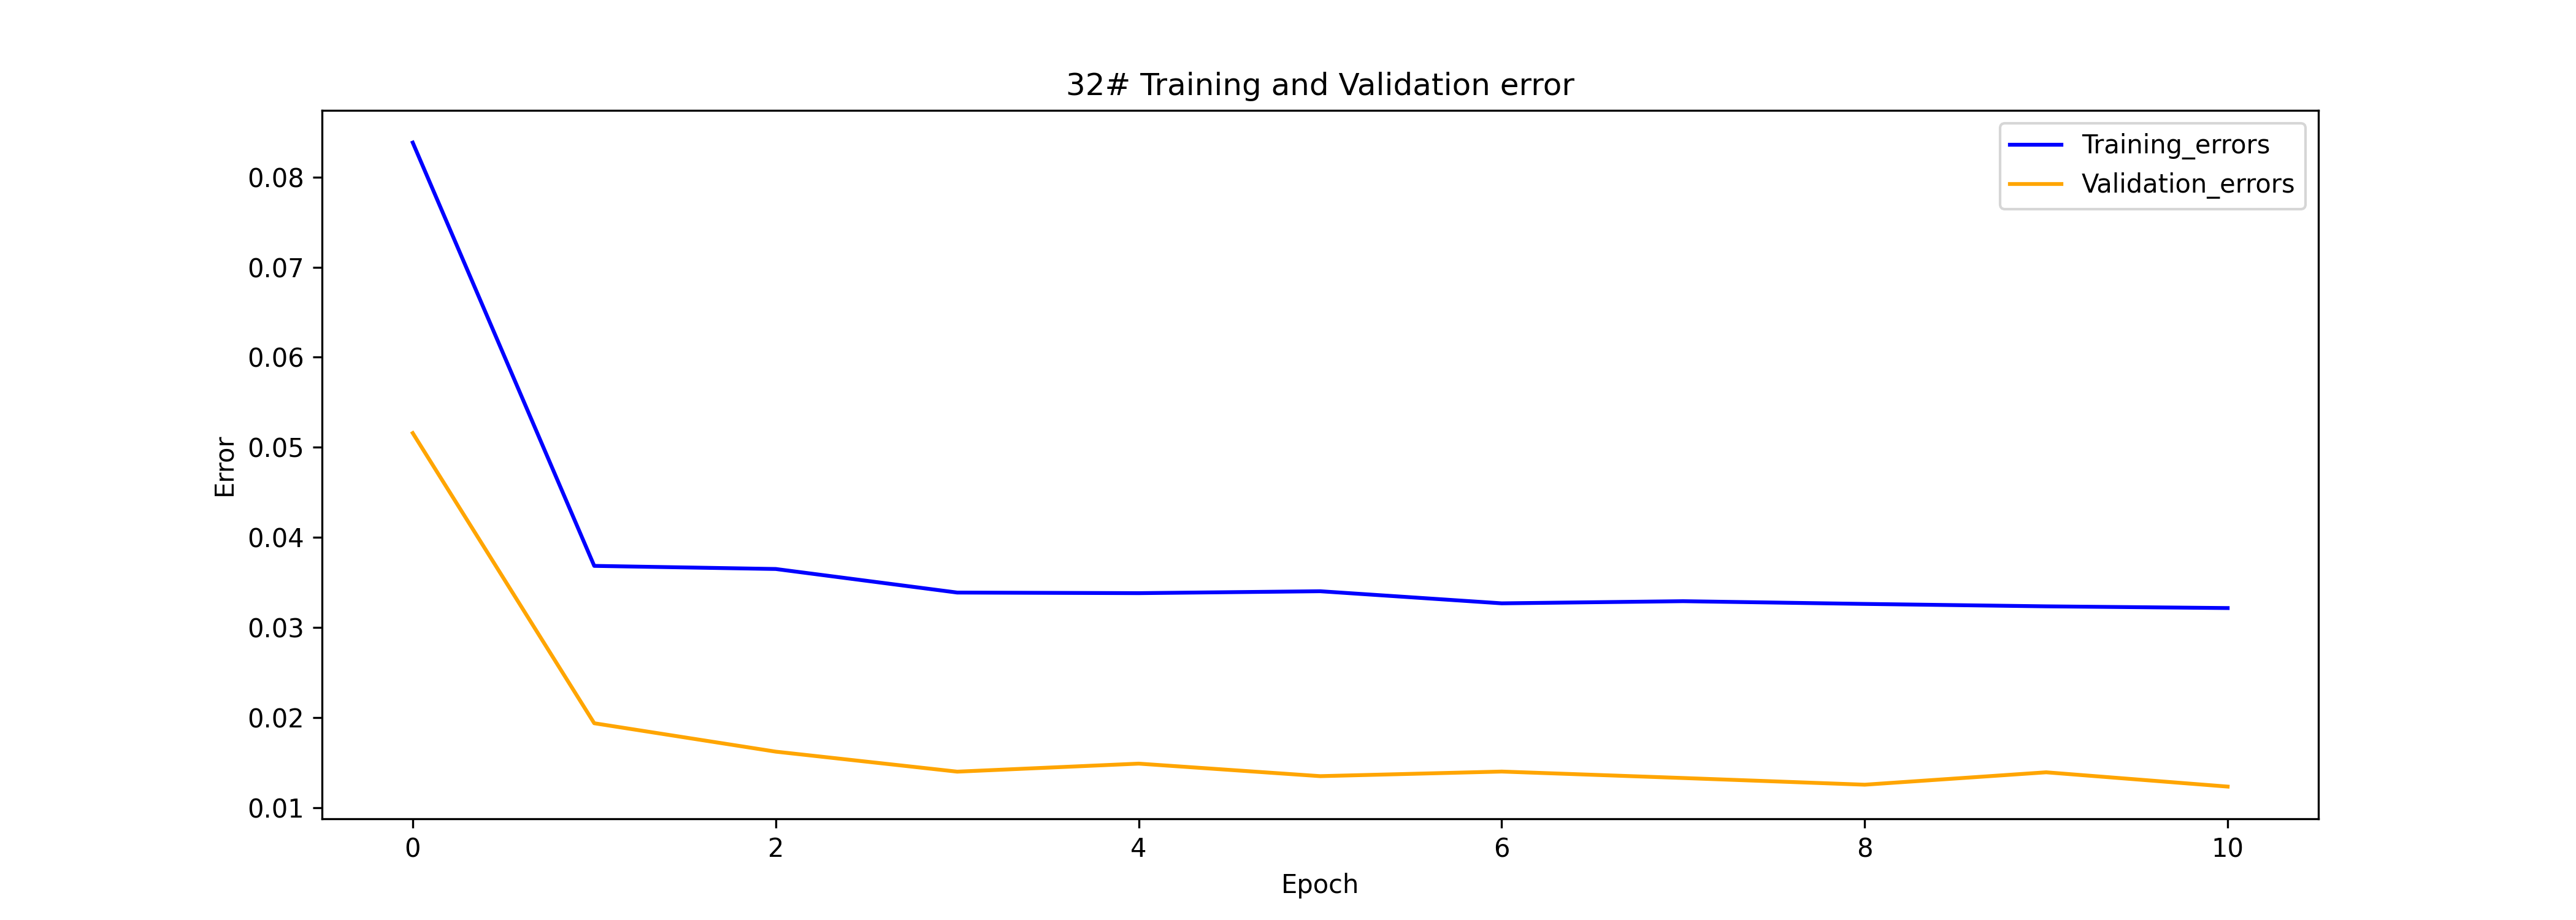 32# Training and Validation error
Training_errors
Validation_errors
Error
0.08
0.07
0.06
0.05
0.04
0.03
0.02
0.01
0 2 4 6 8 10
Epoch